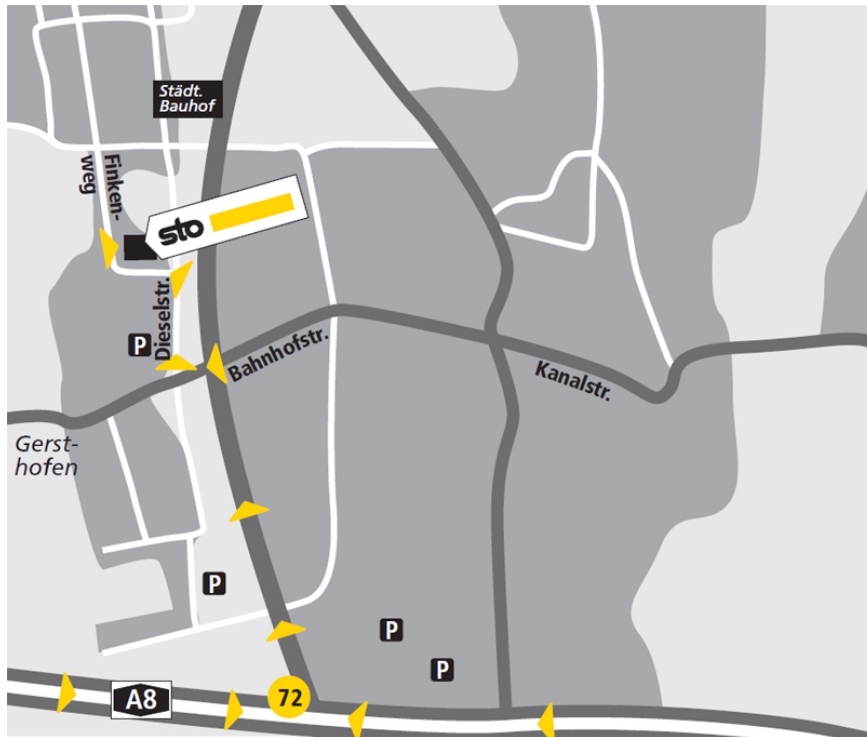 Städt.
Bauhof
Finken-
weg
sto
Dieselstr.
P
Bahnhofstr.
Kanalstr.
Gerst-
hofen
P
P
P
A8
72